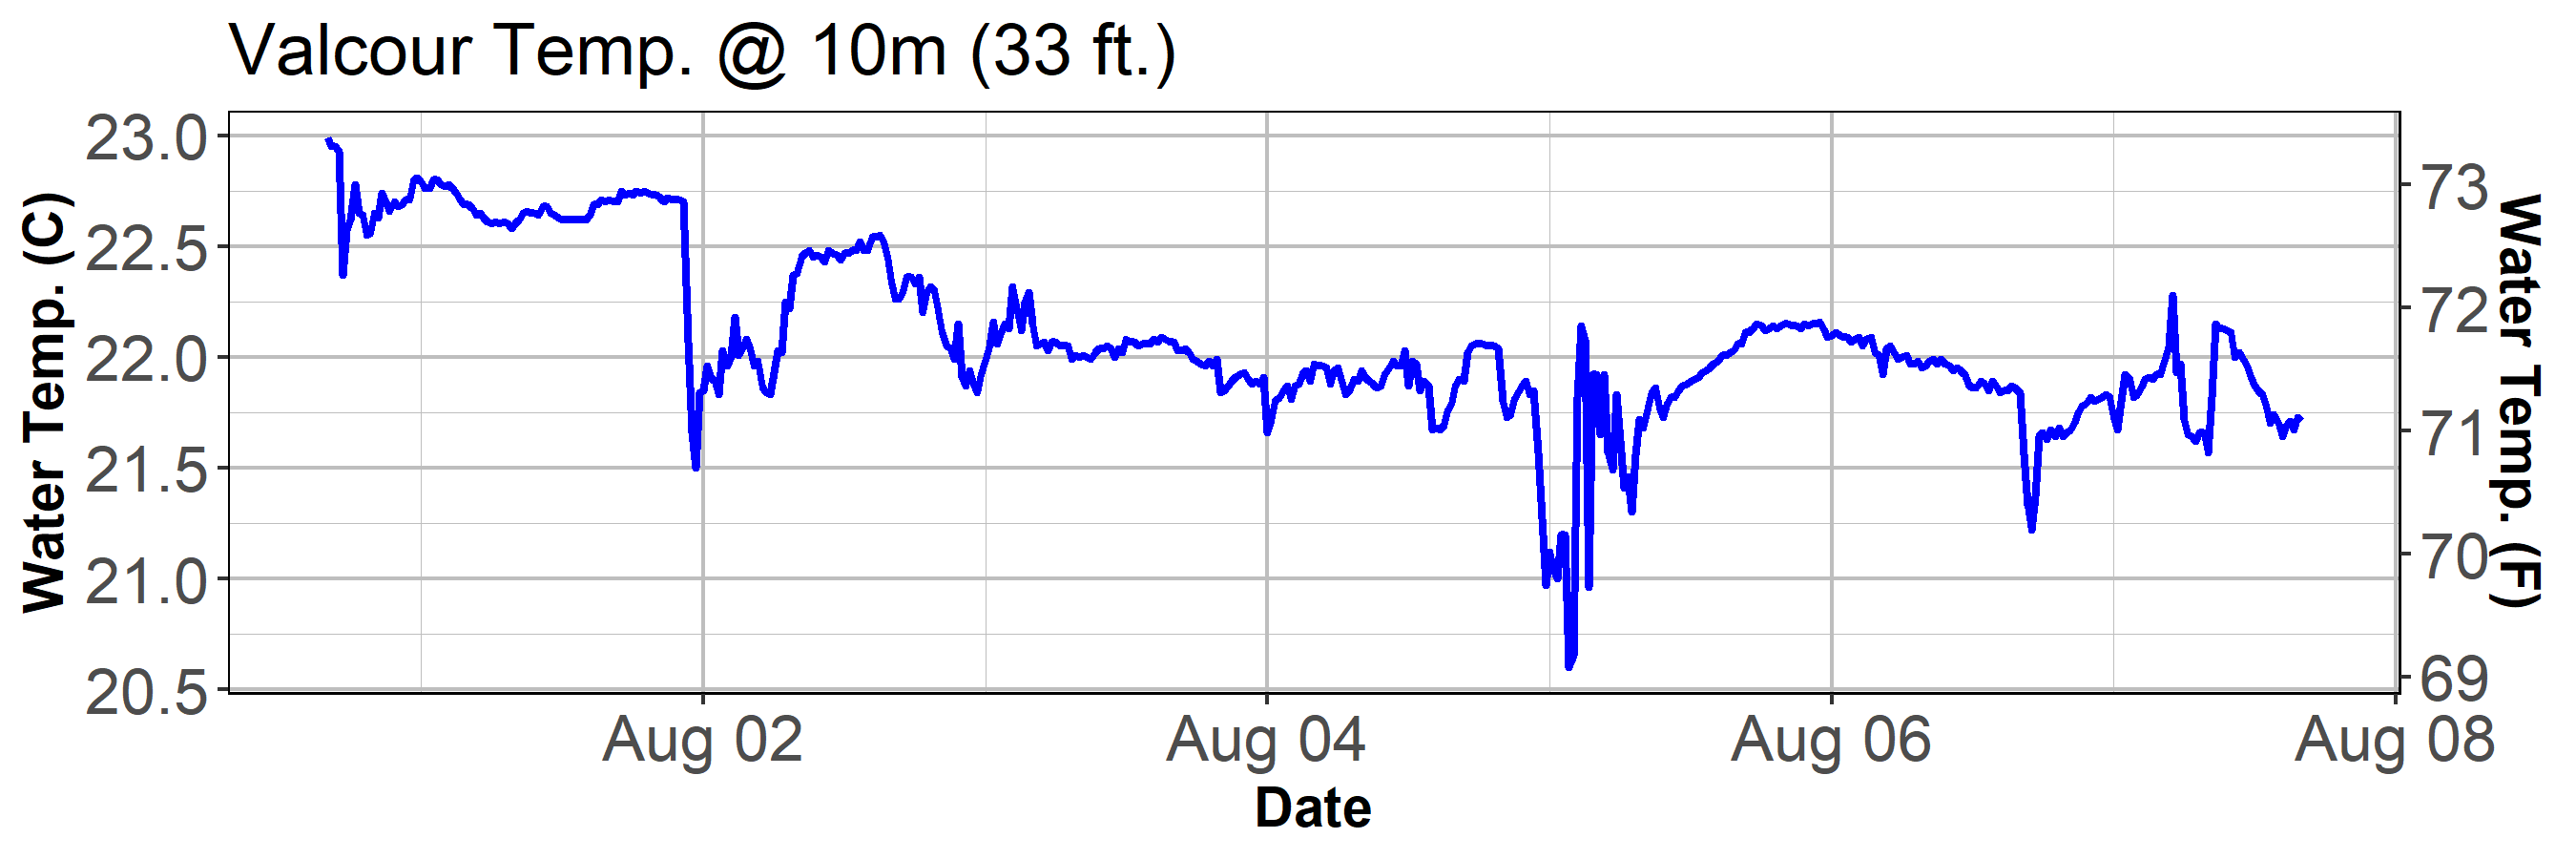 Valcour Temp. @ 10m (33 ft.)
Water Temp. (C)
23.0
22.5
22.0
21.5
21.0
20.5
73
72
71
70
69
Water Temp. (F)
Aug 02 Aug 04 Aug 06 Aug 08
Date